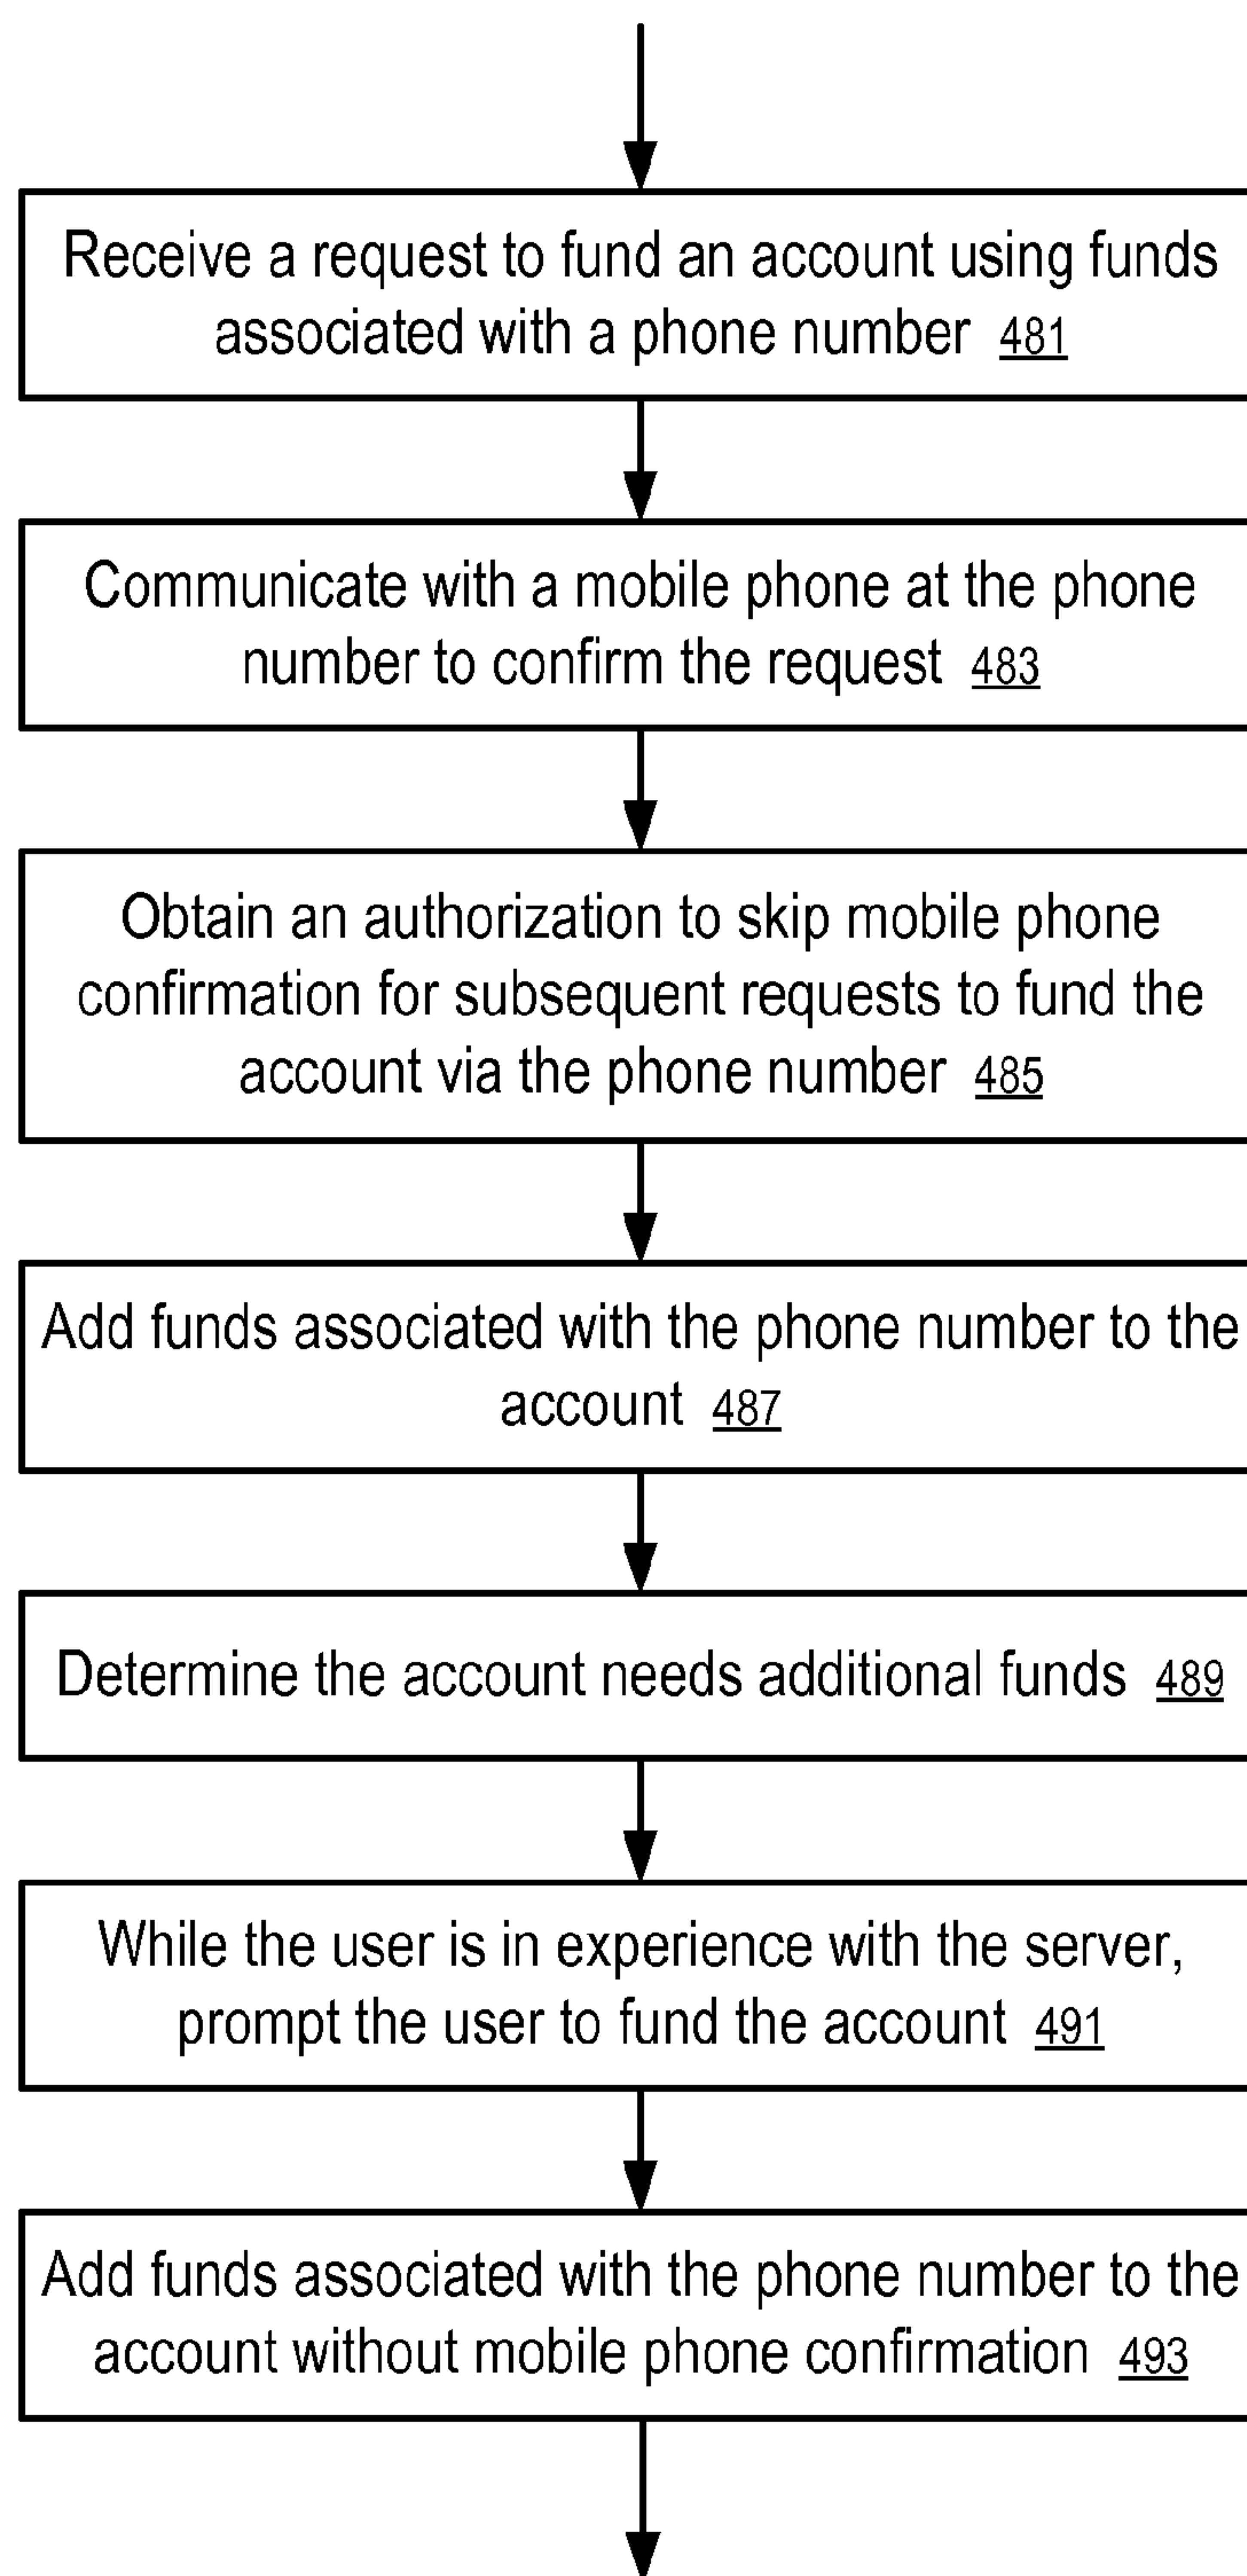 Receive a request to fund an account using funds
associated with a phone number 481
Communicate with a mobile phone at the phone
number to confirm the request 483
Obtain an authorization to skip mobile phone
confirmation for subsequent requests to fund the
account via the phone number 485
Add funds associated with the phone number to the
account 487
Determine the account needs additional funds 489
While the user is in experience with the server,
prompt the user to fund the account 491
Add funds associated with the phone number to the
account without mobile phone confirmation 493